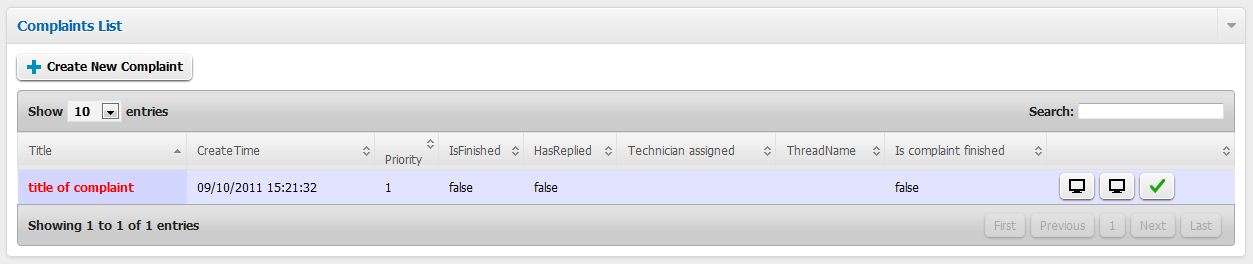 Complaints List
Create New Complaint
Show 10 entries Search:
Title CreateTime Priority IsFinished HasReplied Technician assigned ThreadName Is complaint finished
title of complaint 09/10/2011 15:21:32 1 false false false
Showing 1 to 1 of 1 entries First Previous 1 Next Last